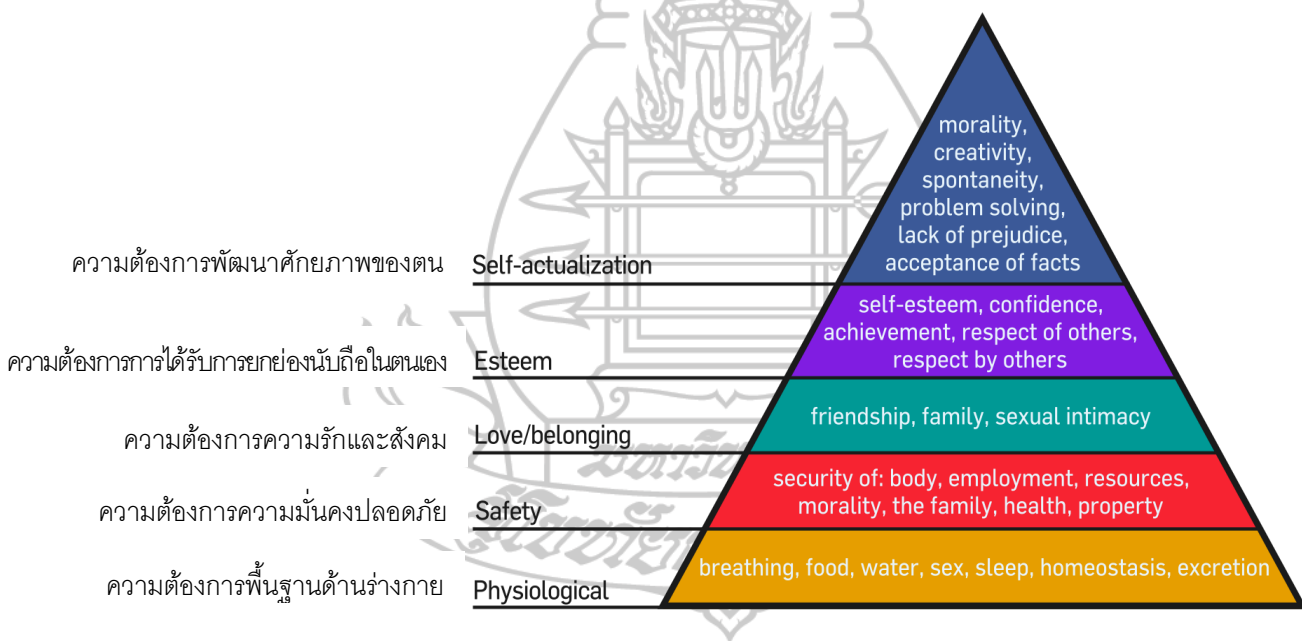 morality,
creativity,
spontaneity,
problem solving,
lack of prejudice,
acceptance of facts
ความต้องการพัฒนาศักยภาพของตน Self-actualization
self-esteem, confidence,
achievement, respect of others,
respect by others
ความต้องการการได้รับการยกย่องนับถือในตนเอง Esteem
friendship, family, sexual intimacy
ความต้องการความรักและสังคม Love/belonging
security of: body, employment, resources,
morality, the family, health, property
ความต้องการความมั่นคงปลอดภัย Safety
breathing, food, water, sex, sleep, homeostasis, excretion
ความต้องการพื้นฐานด้านร่างกาย Physiological